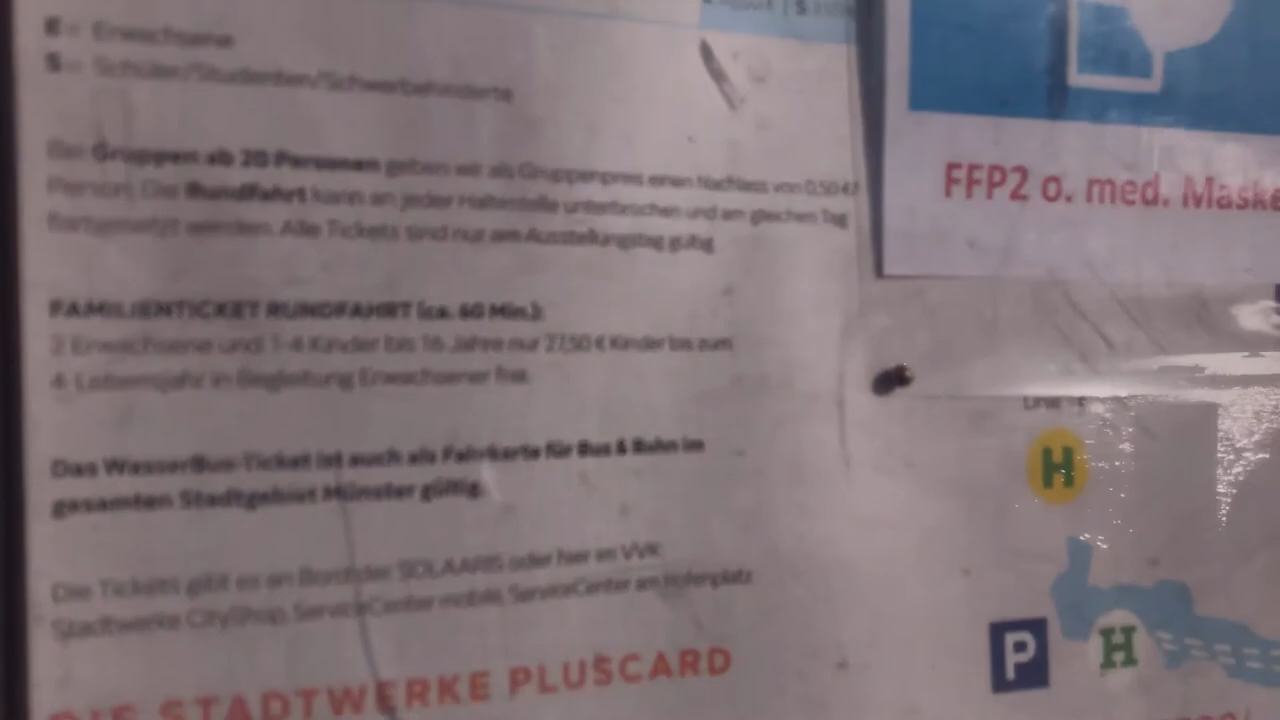 E = Erwachsene
S = Schüler/Studenten/Schwerbehinderte
Bei Gruppen ab 20 Personen geben wir als Gruppenpreis einen Nachlass von 0,50 € /
Person. Die Rundfahrt kann an jeder Haltestelle unterbrochen und am gleichen Tag
fortgesetzt werden. Alle Tickets sind nur am Ausstellungstag gültig.
FAMILIENTICKET RUNDFAHRT (ca. 60 Min.):
2 Erwachsene und 1-4 Kinder bis 16 Jahre nur 27,50 € Kinder bis zum
4. Lebensjahr in Begleitung Erwachsener frei.
Das WasserBus-Ticket ist auch als Fahrkarte für Bus & Bahn im
gesamten Stadtgebiet Münster gültig.
Die Tickets gibt es an Bord der SOLAARIS oder hier im VVK:
Stadtwerke CityShop, ServiceCenter mobilé, ServiceCenter am Hafenplatz
DIE STADTWERKE PLUSCARD
FFP2 o. med. Maske
H
P
H